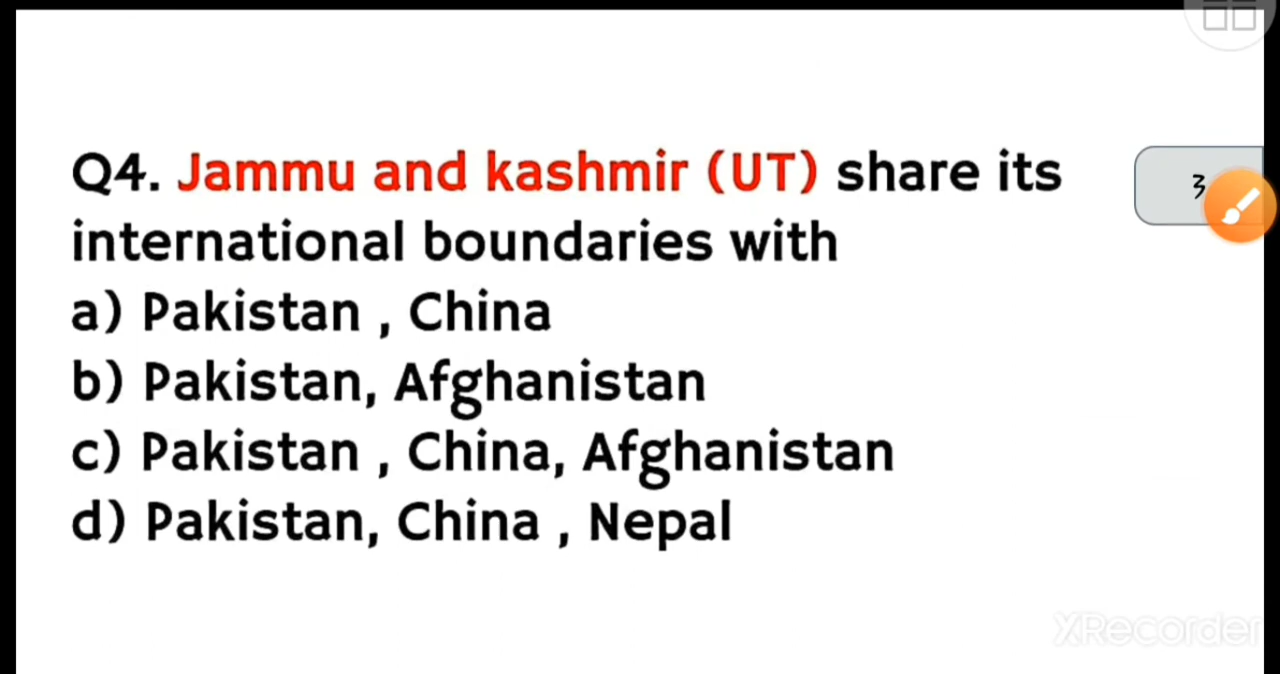 Q4. Jammu and kashmir (UT) share its
international boundaries with
a) Pakistan , China
b) Pakistan, Afghanistan
c) Pakistan , China, Afghanistan
d) Pakistan, China , Nepal
3
XRecorder